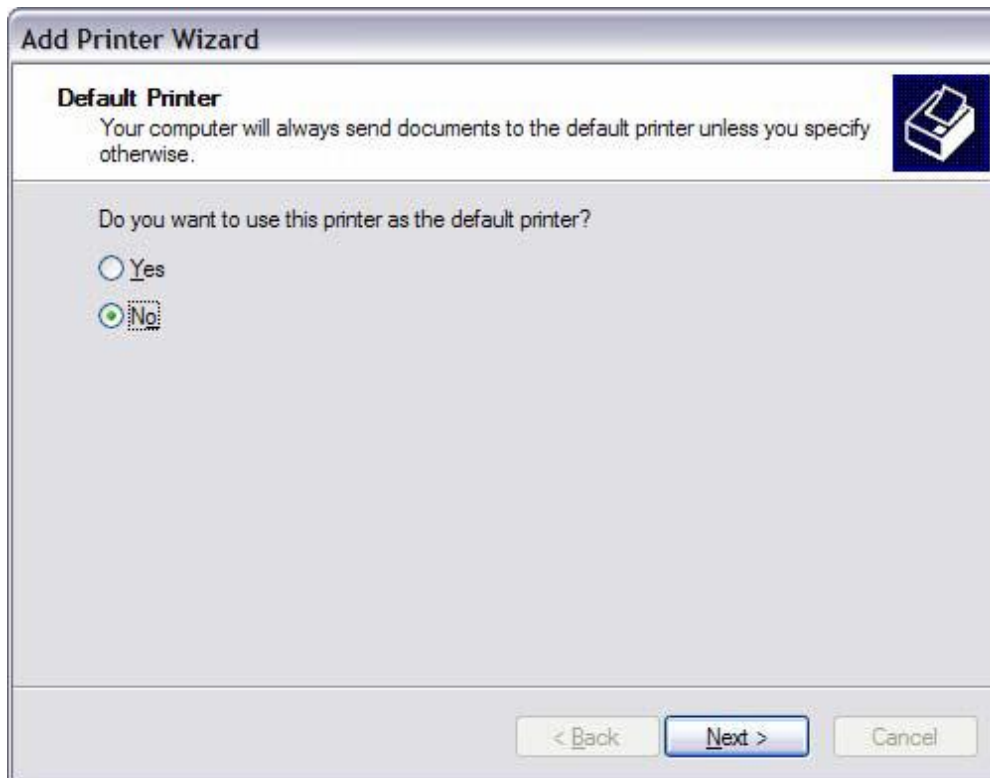 Add Printer Wizard
Default Printer
Your computer will always send documents to the default printer unless you specify
otherwise.
Do you want to use this printer as the default printer?
Yes
No
< Back Next > Cancel